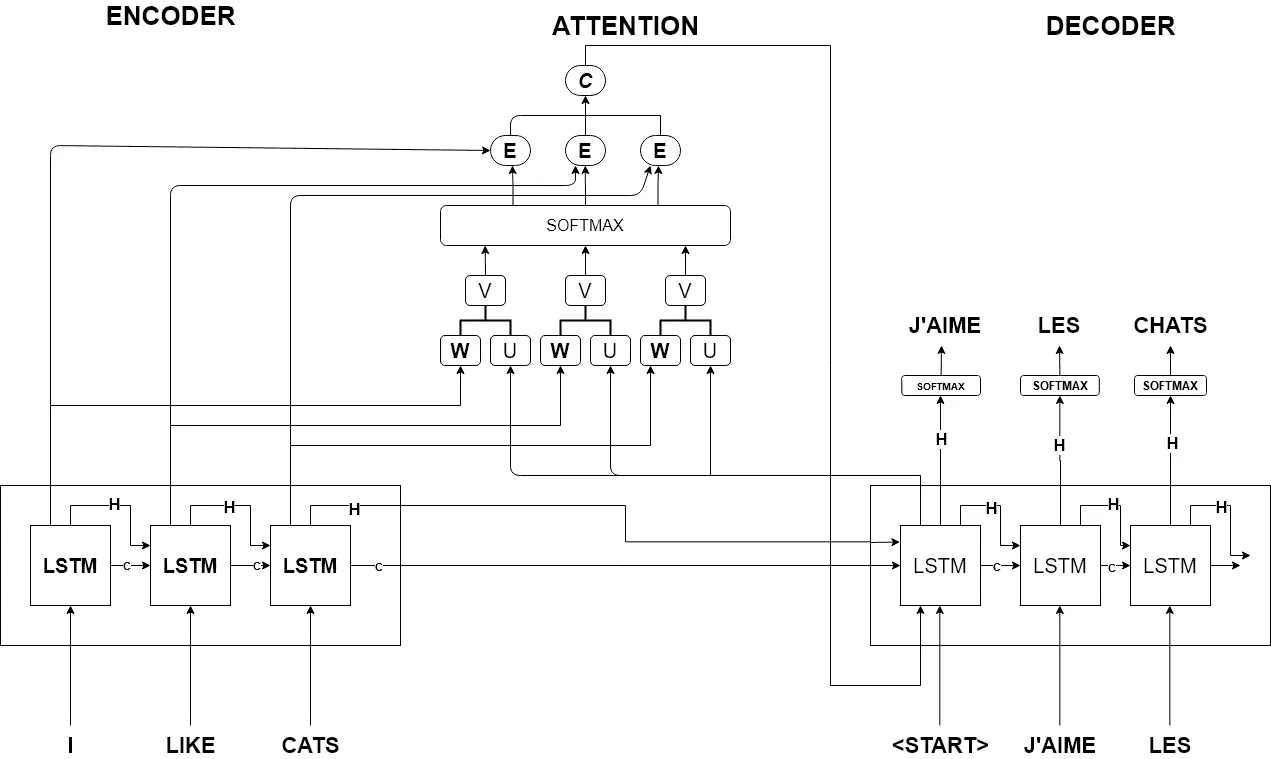 ENCODER
ATTENTION
DECODER
C
E E E
SOFTMAX
V V V
J'AIME LES CHATS
W U W U W U
SOFTMAX SOFTMAX SOFTMAX
H H H
H H H H H H
LSTM C LSTM C LSTM C LSTM C LSTM C LSTM
I LIKE CATS <START> J'AIME LES